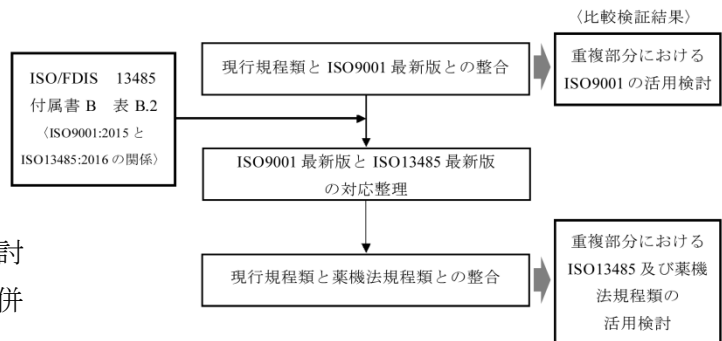 〈比較検証結果〉
現行規程類と ISO9001 最新版との整合
重複部分における
ISO9001 の活用検討
ISO/FDIS 13485
付属書 B 表 B.2
〈ISO9001:2015 と
ISO13485:2016 の関係〉
ISO9001 最新版と ISO13485 最新版
の対応整理
討
併
現行規程類と薬機法規程類との整合
重複部分における
ISO13485 及び薬機
法規程類の
活用検討